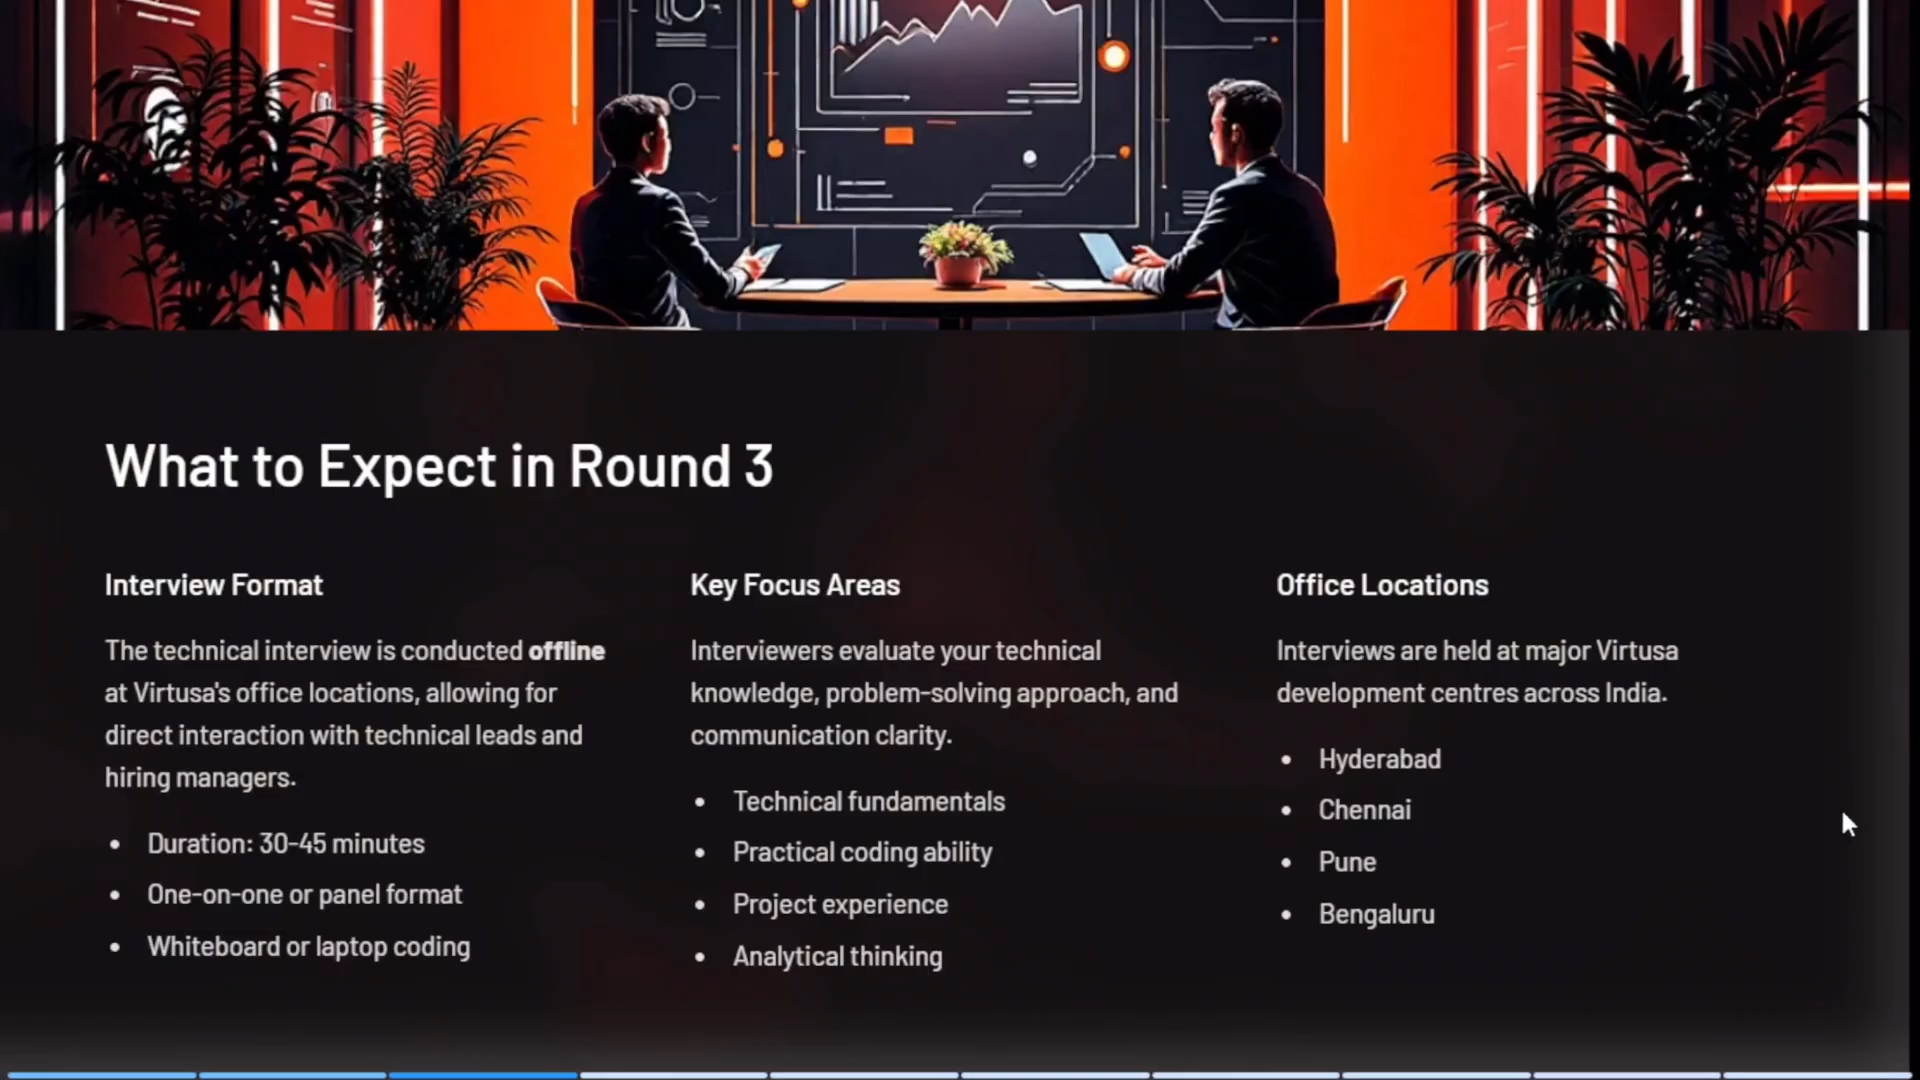 What to Expect in Round 3
Interview Format
The technical interview is conducted offline
at Virtusa's office locations, allowing for
direct interaction with technical leads and
hiring managers.
• Duration: 30-45 minutes
• One-on-one or panel format
• Whiteboard or laptop coding
Key Focus Areas
Interviewers evaluate your technical
knowledge, problem-solving approach, and
communication clarity.
• Technical fundamentals
• Practical coding ability
• Project experience
• Analytical thinking
Office Locations
Interviews are held at major Virtusa
development centres across India.
• Hyderabad
• Chennai
• Pune
• Bengaluru